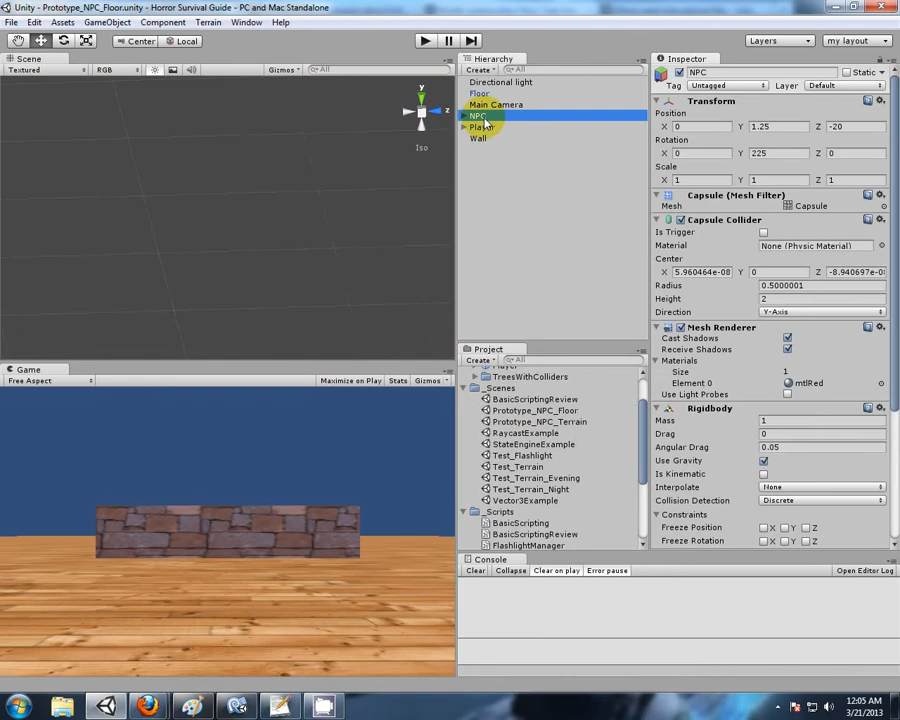 Unity - Prototype_NPC_Floor.unity - Horror Survival Guide - PC and Mac Standalone
File Edit Assets GameObject Component Terrain Window Help
Center Local Layers my layout
Scene
Textured RGB Gizmos All
y
z
Iso
Game
Free Aspect Maximize on Play Stats Gizmos
Hierarchy
Create All
Directional light
Floor
Main Camera
NPC
Player
Wall
Project
Create All
Player
TreesWithColliders
_Scenes
BasicScriptingReview
Prototype_NPC_Floor
Prototype_NPC_Terrain
RaycastExample
StateEngineExample
Test_Flashlight
Test_Terrain
Test_Terrain_Evening
Test_Terrain_Night
Vector3Example
_Scripts
BasicScripting
BasicScriptingReview
FlashlightManager
Console
Clear Collapse Clear on play Error pause Open Editor Log
Inspector
NPC Static
Tag Untagged Layer Default
Transform
Position
X 0 Y 1.25 Z -20
Rotation
X 0 Y 225 Z 0
Scale
X 1 Y 1 Z 1
Capsule (Mesh Filter)
Mesh Capsule
Capsule Collider
Is Trigger
Material None (Physic Material)
Center
X 5.960464e-08 Y 0 Z -8.940697e-0
Radius 0.5000001
Height 2
Direction Y-Axis
Mesh Renderer
Cast Shadows
Receive Shadows
Materials
Size 1
Element 0 mtlRed
Use Light Probes
Rigidbody
Mass 1
Drag 0
Angular Drag 0.05
Use Gravity
Is Kinematic
Interpolate None
Collision Detection Discrete
Constraints
Freeze Position X Y Z
Freeze Rotation X Y Z
12:05 AM
3/21/2013